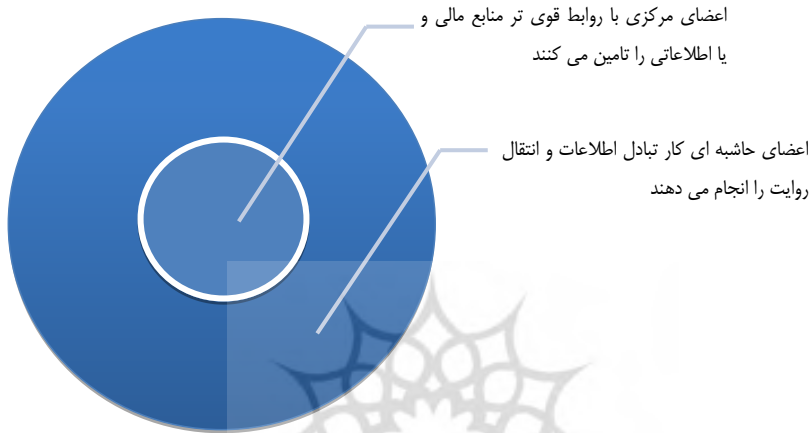 اعضای مرکزی با روابط قوی تر منابع مالی و
یا اطلاعاتی را تامین می کنند
اعضای حاشبه ای کار تبادل اطلاعات و انتقال
روایت را انجام می دهند